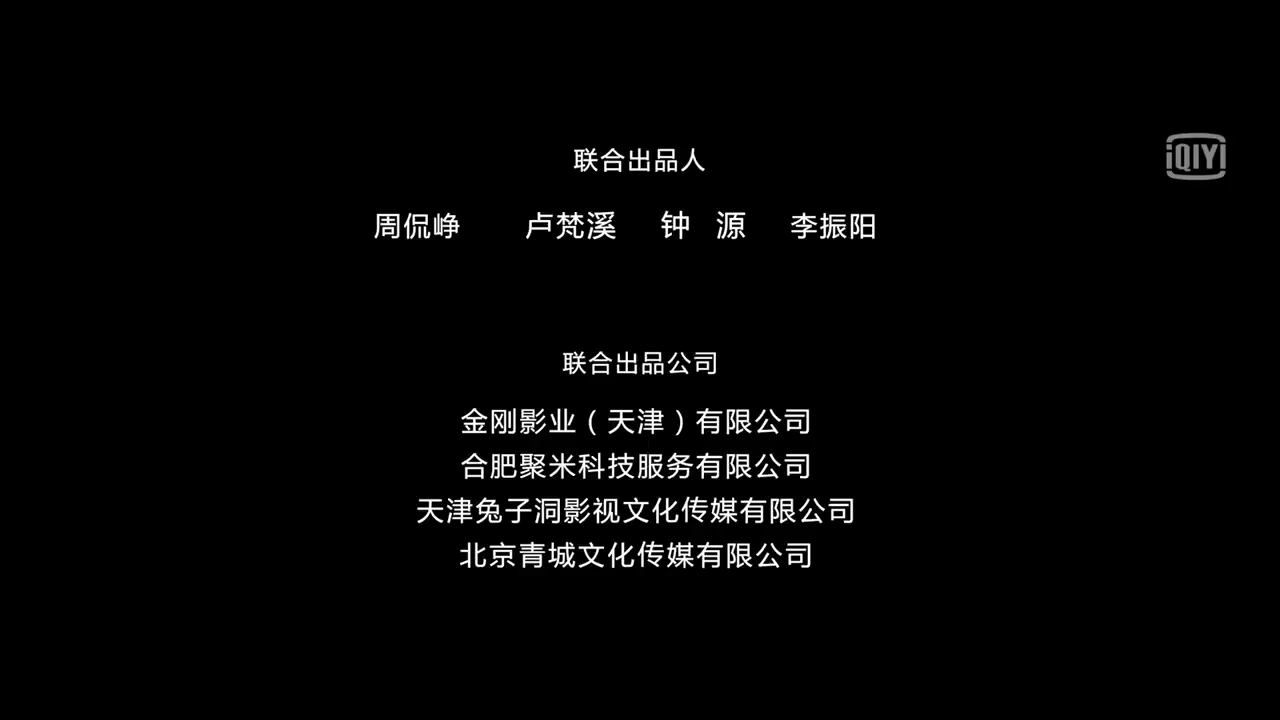 联合出品人
iQIYI
周侃峥 卢梵溪 钟 源 李振阳
联合出品公司
金刚影业（天津）有限公司
合肥聚米科技服务有限公司
天津兔子洞影视文化传媒有限公司
北京青城文化传媒有限公司